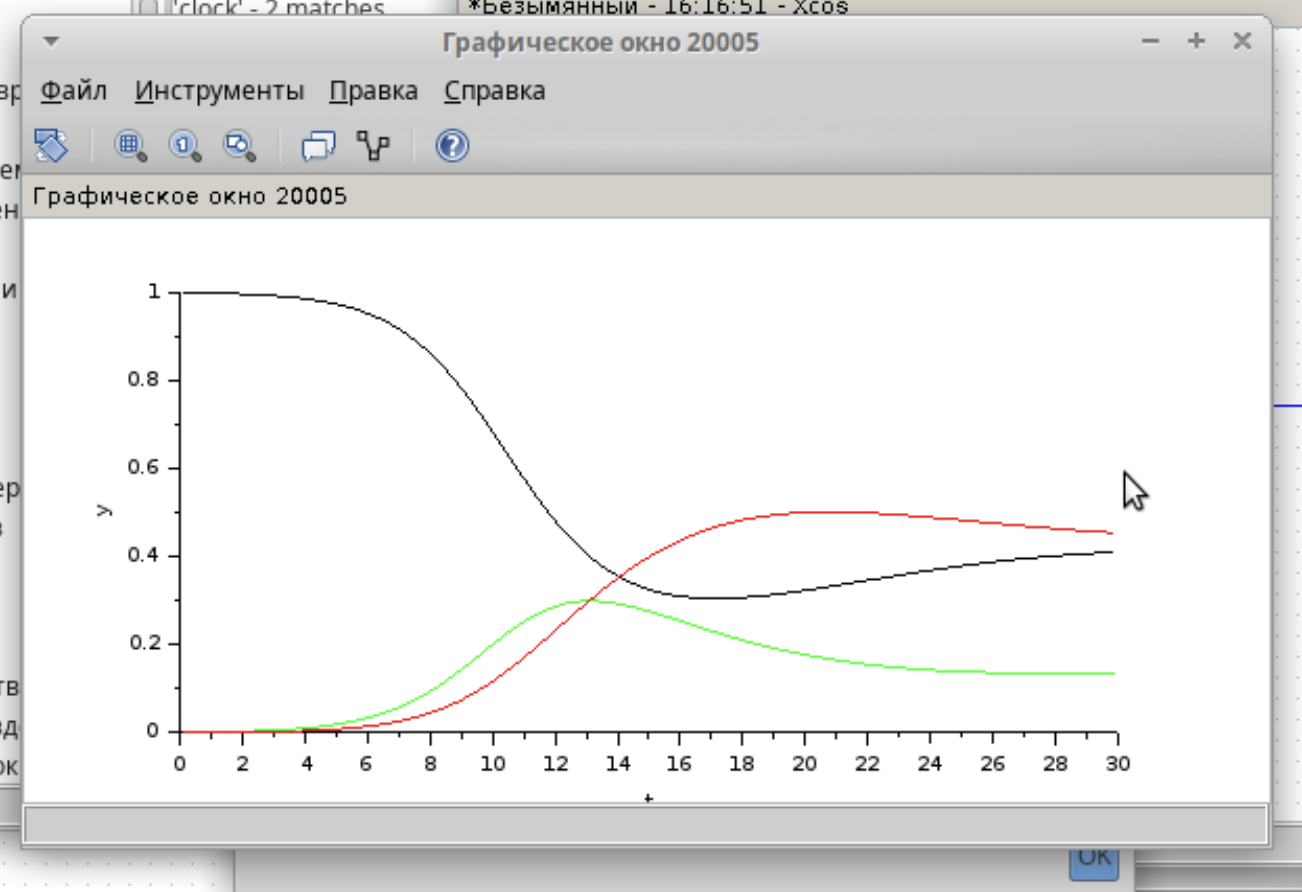 'clock' - 2 matches
*Безымянный - 16:16:51 - Xcos
Графическое окно 20005
Файл Инструменты Правка Справка
Графическое окно 20005
1
0.8
0.6
y
0.4
0.2
0
0 2 4 6 8 10 12 14 16 18 20 22 24 26 28 30
OK